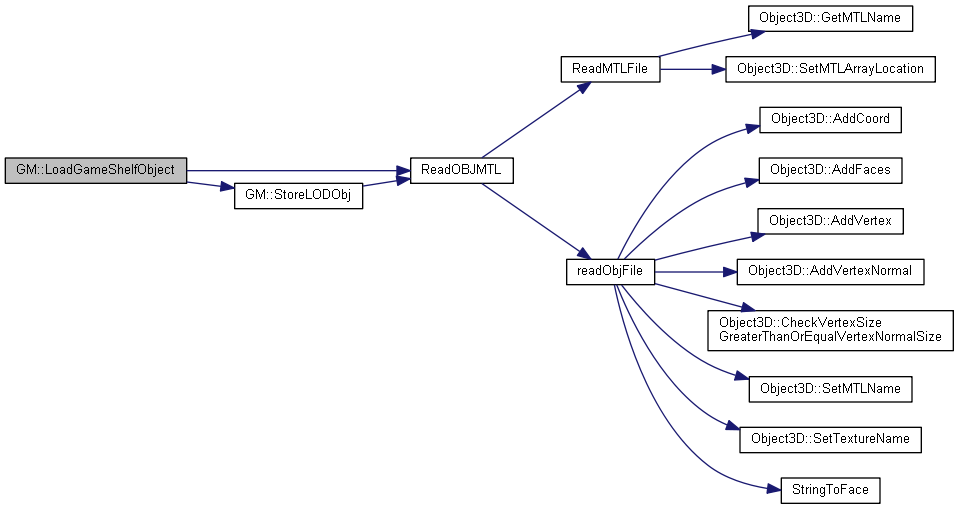 Object3D::GetMTLName
ReadMTLFile
Object3D::SetMTLArrayLocation
Object3D::AddCoord
GM::LoadGameShelfObject
ReadOBJMTL
Object3D::AddFaces
GM::StoreLODObj
Object3D::AddVertex
readObjFile
Object3D::AddVertexNormal
Object3D::CheckVertexSize
GreaterThanOrEqualVertexNormalSize
Object3D::SetMTLName
Object3D::SetTextureName
StringToFace